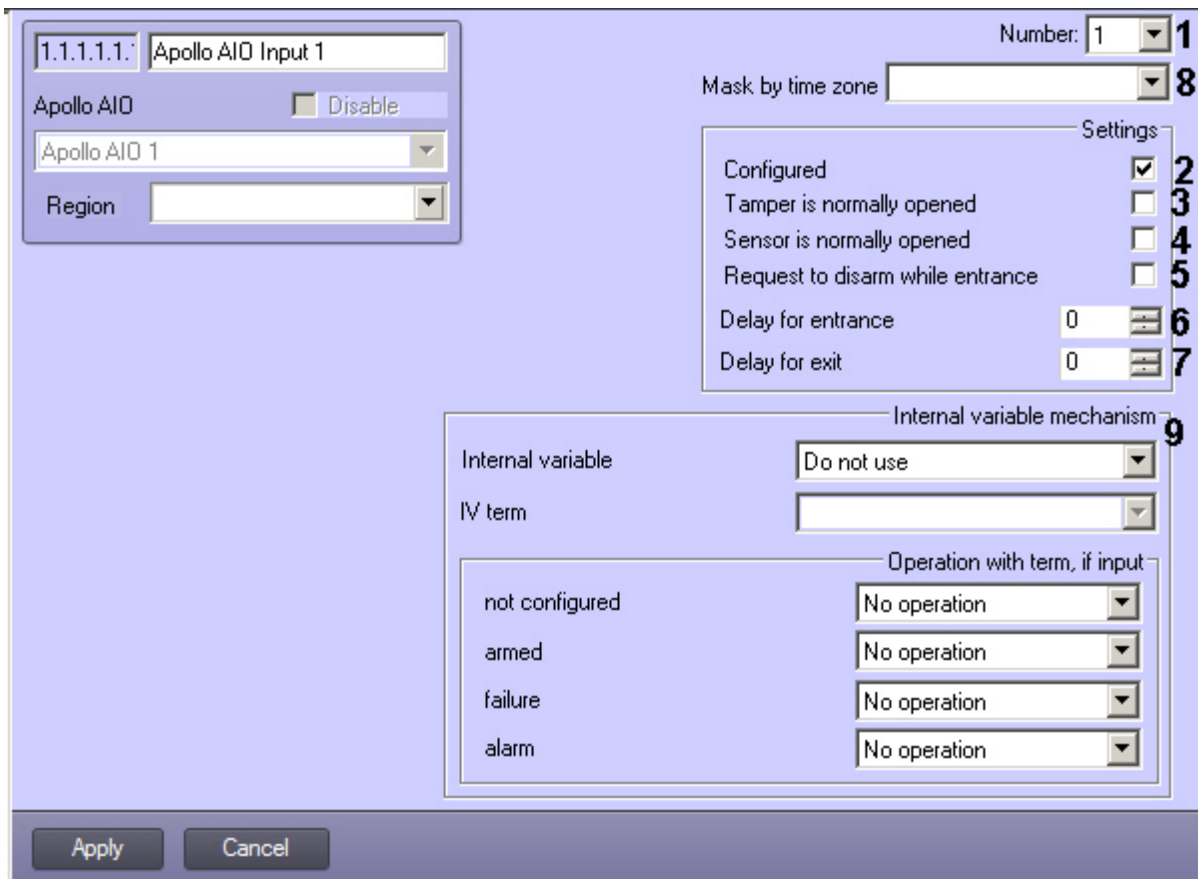 1.1.1.1.1 Apollo AIO Input 1
Number: 1 1
Mask by time zone 8
Apollo AIO Disable
Apollo AIO 1
Region
Settings
Configured 2
Tamper is normally opened 3
Sensor is normally opened 4
Request to disarm while entrance 5
Delay for entrance 0 6
Delay for exit 0 7
Internal variable mechanism 9
Internal variable Do not use
IV term
Operation with term, if input
not configured No operation
armed No operation
failure No operation
alarm No operation
Apply Cancel